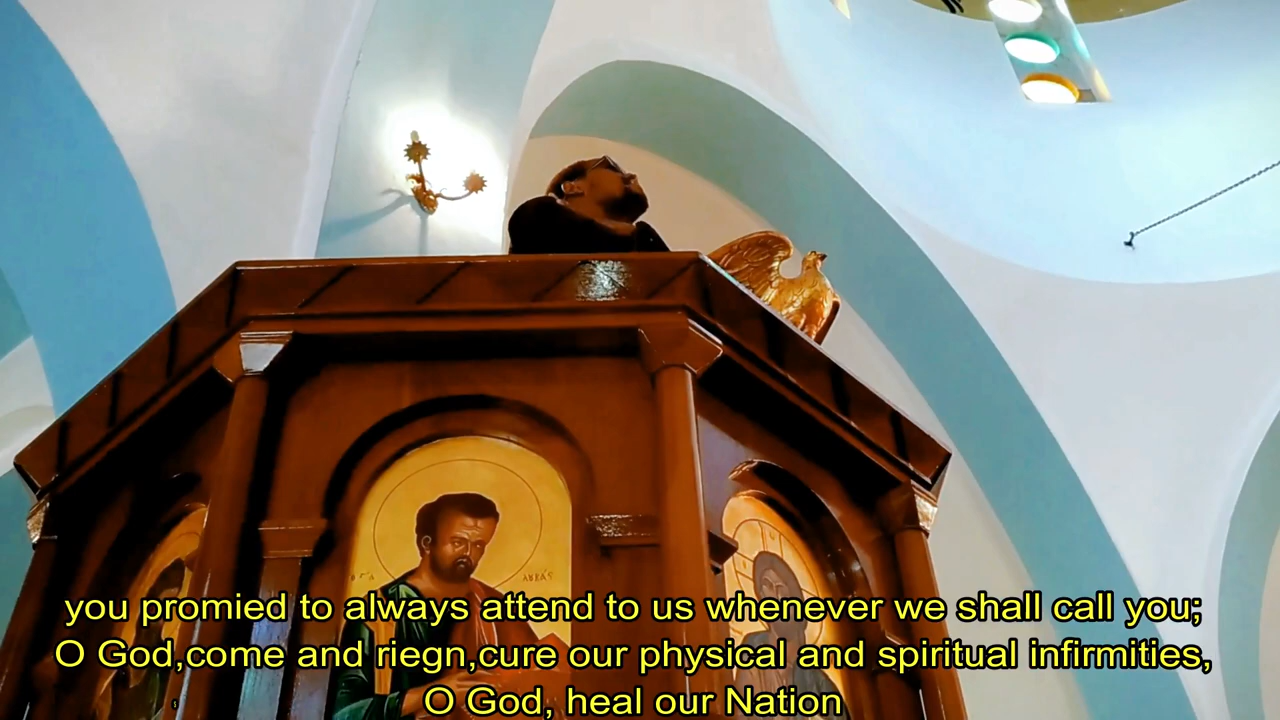 you promied to always attend to us whenever we shall call you;
O God,come and riegn,cure our physical and spiritual infirmities,
O God, heal our Nation